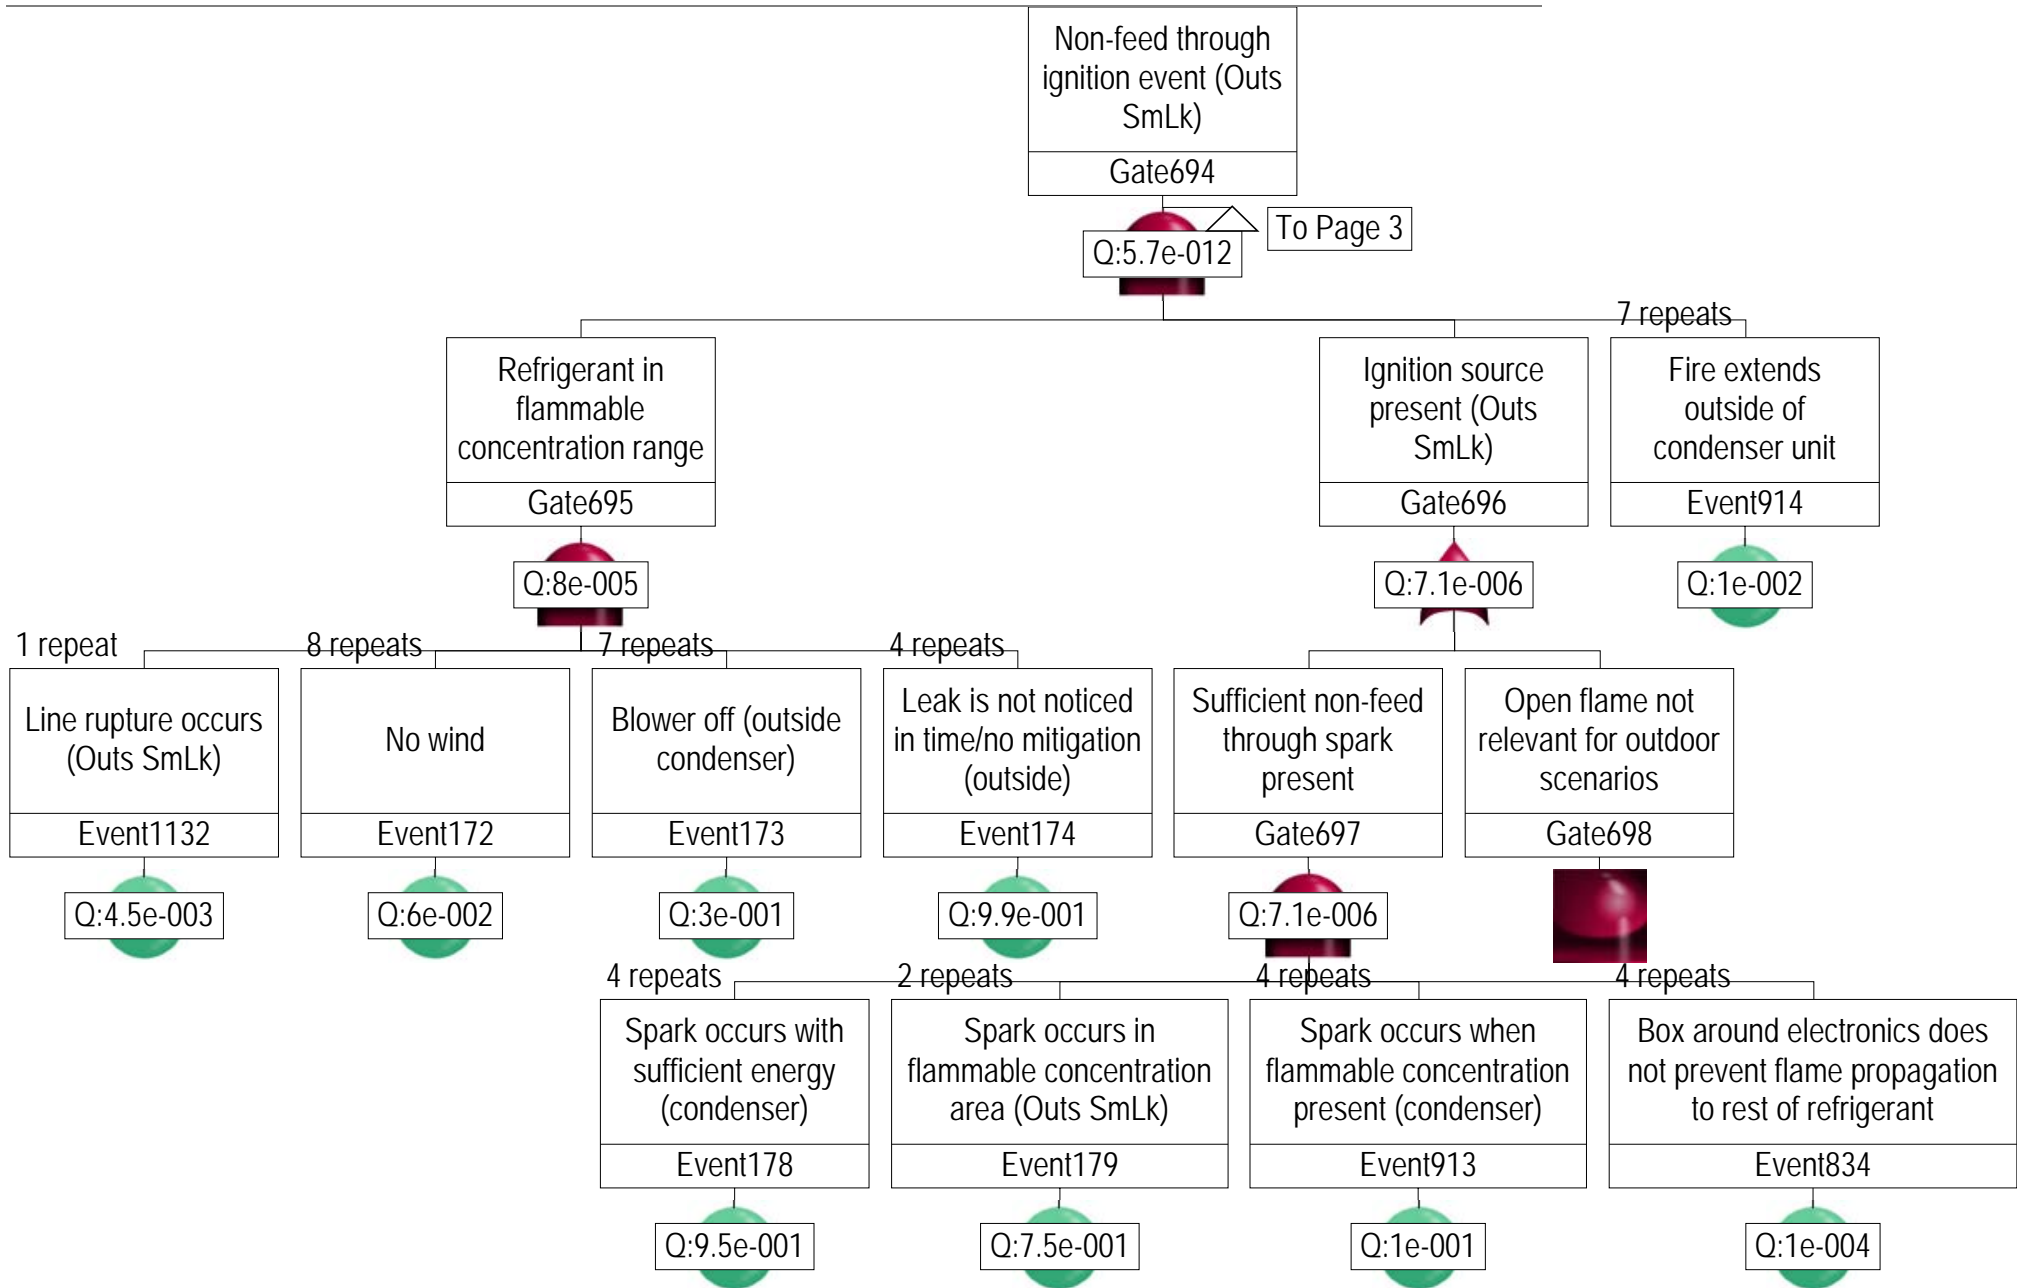 Non-feed through
ignition event (Outs
SmLk)
Gate694
To Page 3
Q:5.7e-012
7 repeats
Refrigerant in
flammable
concentration range
Gate695
Q:8e-005
Ignition source
present (Outs
SmLk)
Gate696
Q:7.1e-006
Fire extends
outside of
condenser unit
Event914
Q:1e-002
1 repeat
Line rupture occurs
(Outs SmLk)
Event1132
Q:4.5e-003
8 repeats
No wind
Event172
Q:6e-002
7 repeats
Blower off (outside
condenser)
Event173
Q:3e-001
4 repeats
Leak is not noticed
in time/no mitigation
(outside)
Event174
Q:9.9e-001
Sufficient non-feed
through spark
present
Gate697
Q:7.1e-006
Open flame not
relevant for outdoor
scenarios
Gate698
4 repeats
Spark occurs with
sufficient energy
(condenser)
Event178
Q:9.5e-001
2 repeats
Spark occurs in
flammable concentration
area (Outs SmLk)
Event179
Q:7.5e-001
4 repeats
Spark occurs when
flammable concentration
present (condenser)
Event913
Q:1e-001
4 repeats
Box around electronics does
not prevent flame propagation
to rest of refrigerant
Event834
Q:1e-004